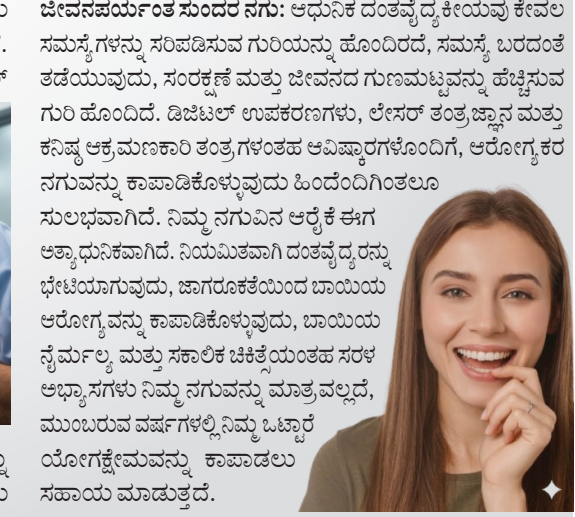 ಜೀವನಪರ್ಯಂತ ಸುಂದರ ನಗು: ಆಧುನಿಕ ದಂತವೈದ್ಯಕೀಯವು ಕೇವಲ
ಸಮಸ್ಯೆಗಳನ್ನು ಸರಿಪಡಿಸುವ ಗುರಿಯನ್ನು ಹೊಂದಿರದೆ, ಸಮಸ್ಯೆ ಬರದಂತೆ
ತಡೆಯುವುದು, ಸಂರಕ್ಷಣೆ ಮತ್ತು ಜೀವನದ ಗುಣಮಟ್ಟವನ್ನು ಹೆಚ್ಚಿಸುವ
ಗುರಿ ಹೊಂದಿದೆ. ಡಿಜಿಟಲ್ ಉಪಕರಣಗಳು, ಲೇಸರ್ ತಂತ್ರಜ್ಞಾನ ಮತ್ತು
ಕನಿಷ್ಠ ಆಕ್ರಮಣಕಾರಿ ತಂತ್ರಗಳಂತಹ ಆವಿಷ್ಕಾರಗಳೊಂದಿಗೆ, ಆರೋಗ್ಯಕರ
ನಗುವನ್ನು ಕಾಪಾಡಿಕೊಳ್ಳುವುದು ಹಿಂದೆಂದಿಗಿಂತಲೂ
ಸುಲಭವಾಗಿದೆ. ನಿಮ್ಮ ನಗುವಿನ ಆರೈಕೆ ಈಗ
ಅತ್ಯಾಧುನಿಕವಾಗಿದೆ. ನಿಯಮಿತವಾಗಿ ದಂತವೈದ್ಯರನ್ನು
ಭೇಟಿಯಾಗುವುದು, ಜಾಗರೂಕತೆಯಿಂದ ಬಾಯಿಯ
ಆರೋಗ್ಯವನ್ನು ಕಾಪಾಡಿಕೊಳ್ಳುವುದು, ಬಾಯಿಯ
ನೈರ್ಮಲ್ಯ ಮತ್ತು ಸಕಾಲಿಕ ಚಿಕಿತ್ಸೆಯಂತಹ ಸರಳ
ಅಭ್ಯಾಸಗಳು ನಿಮ್ಮ ನಗುವನ್ನು ಮಾತ್ರವಲ್ಲದೆ,
ಮುಂಬರುವ ವರ್ಷಗಳಲ್ಲಿ ನಿಮ್ಮ ಒಟ್ಟಾರೆ
ಯೋಗಕ್ಷೇಮವನ್ನು ಕಾಪಾಡಲು
ಸಹಾಯ ಮಾಡುತ್ತದೆ.